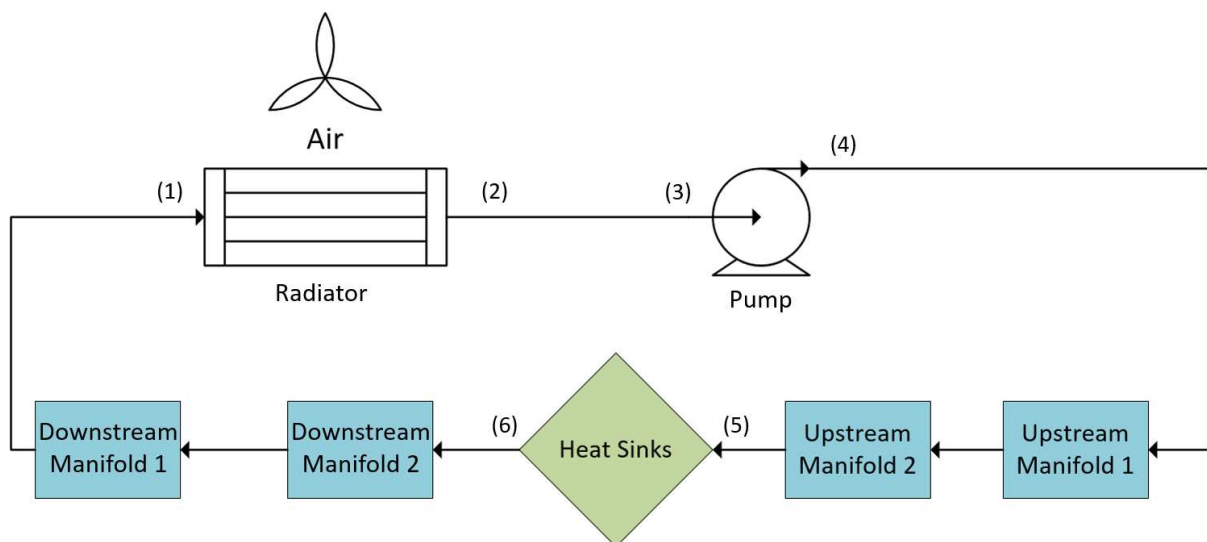 Air
(4)
(1)
(2)
(3)
Radiator
Pump
(6)
(5)
Downstream
Manifold 1
Downstream
Manifold 2
Heat Sinks
Upstream
Manifold 2
Upstream
Manifold 1